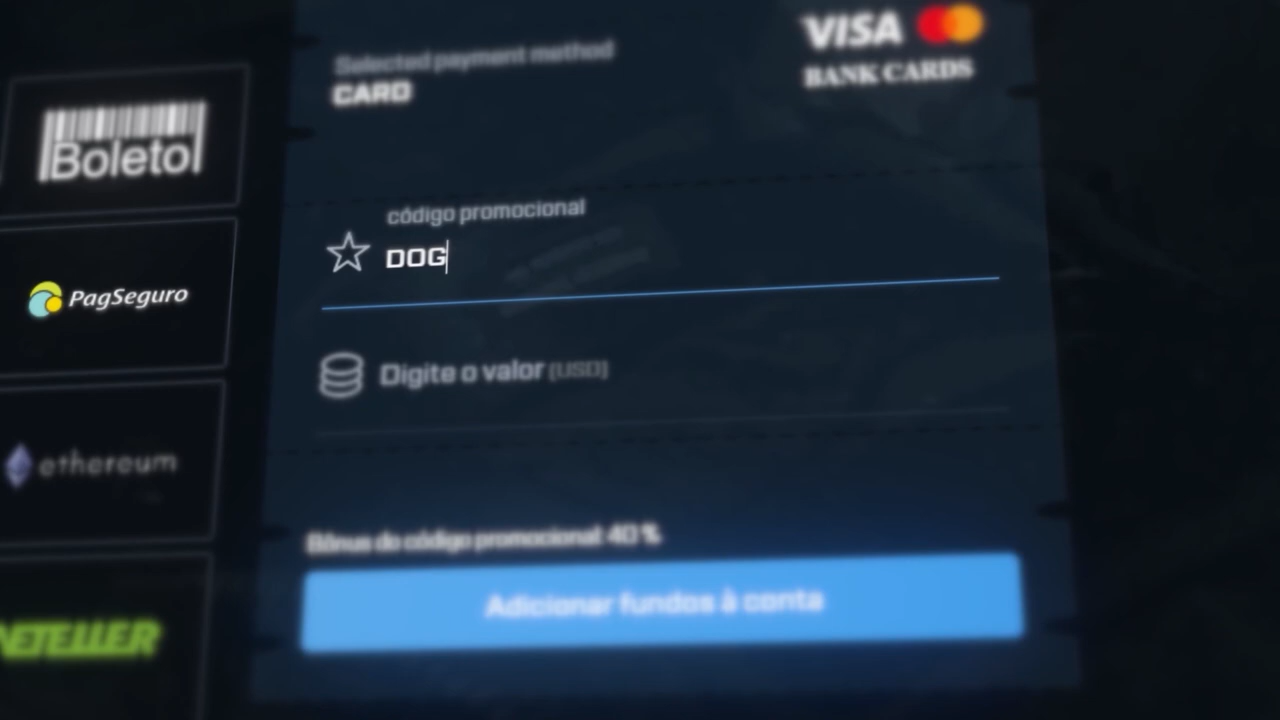 Boleto
PagSeguro
ethereum
NETELLER
Selected payment method
CARD
VISA
BANK CARDS
código promocional
DOG
Digite o valor (USD)
Bônus do código promocional: 40 %
Adicionar fundos à conta